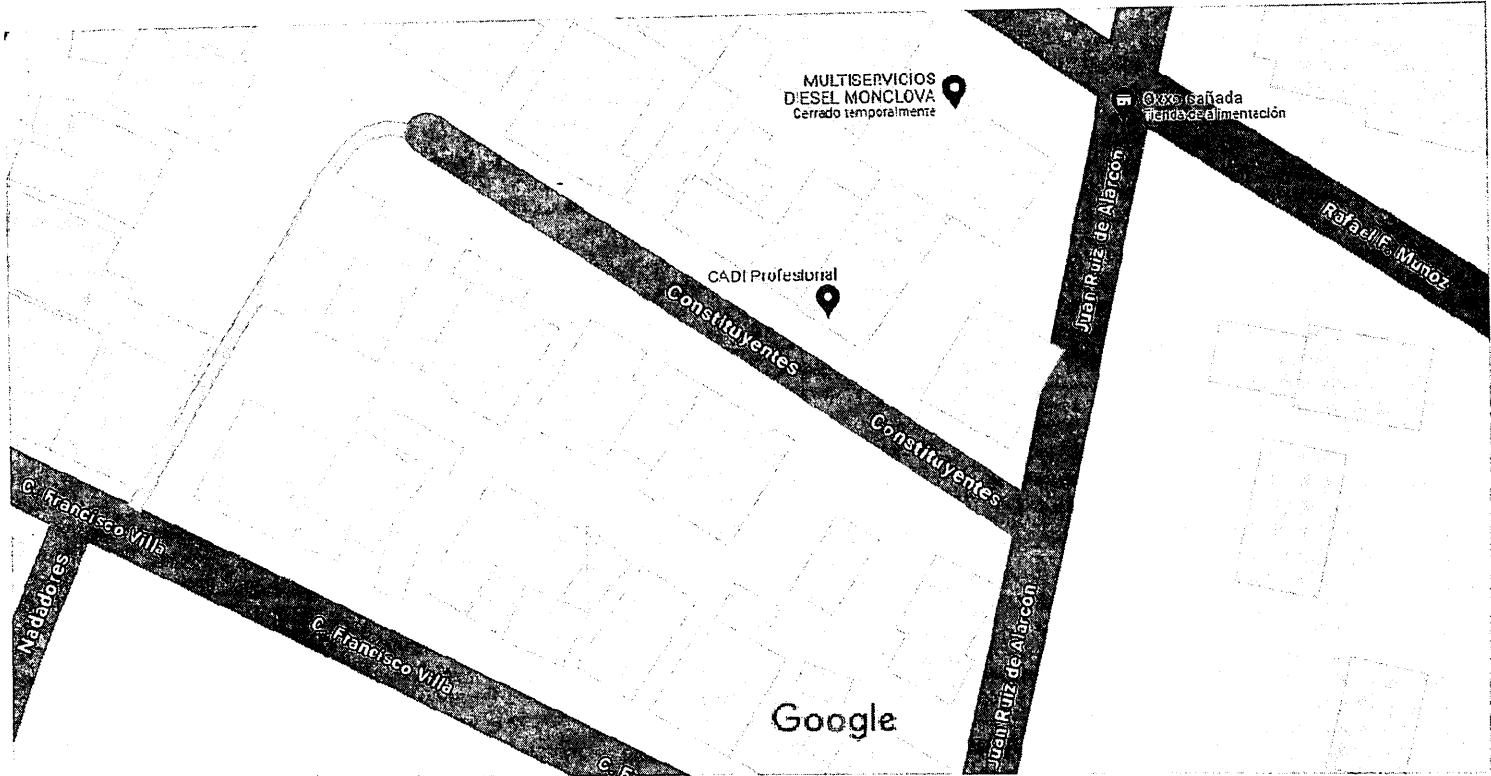 MULTISERVICIOS
DIESEL MONCLOVA
Cerrado temporalmente
Oxxo Cañada
Tienda de alimentación
Juan Ruiz de Alarcón
Rafael F. Muñoz
CADI Profesional
Constituyentes
Constituyentes
C. Francisco Villa
Nadadores
C. Francisco Villa
Juan Ruiz de Alarcón
Google
C. F